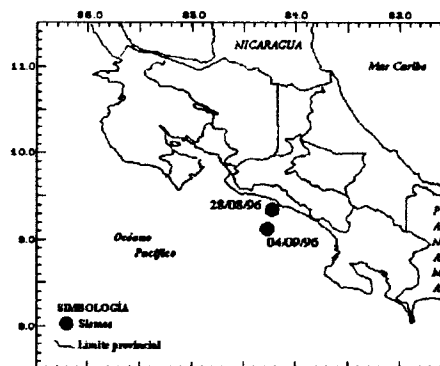 86.0 85.0 84.0 83.0
NICARAGUA
11.0
Mar Caribe
10.0
28/08/96
P
A
Océano
9.0
04/09/96
N
Pacífico
A
M
A
SIMBOLOGÍA
Sismos
8.0
Límite provincial